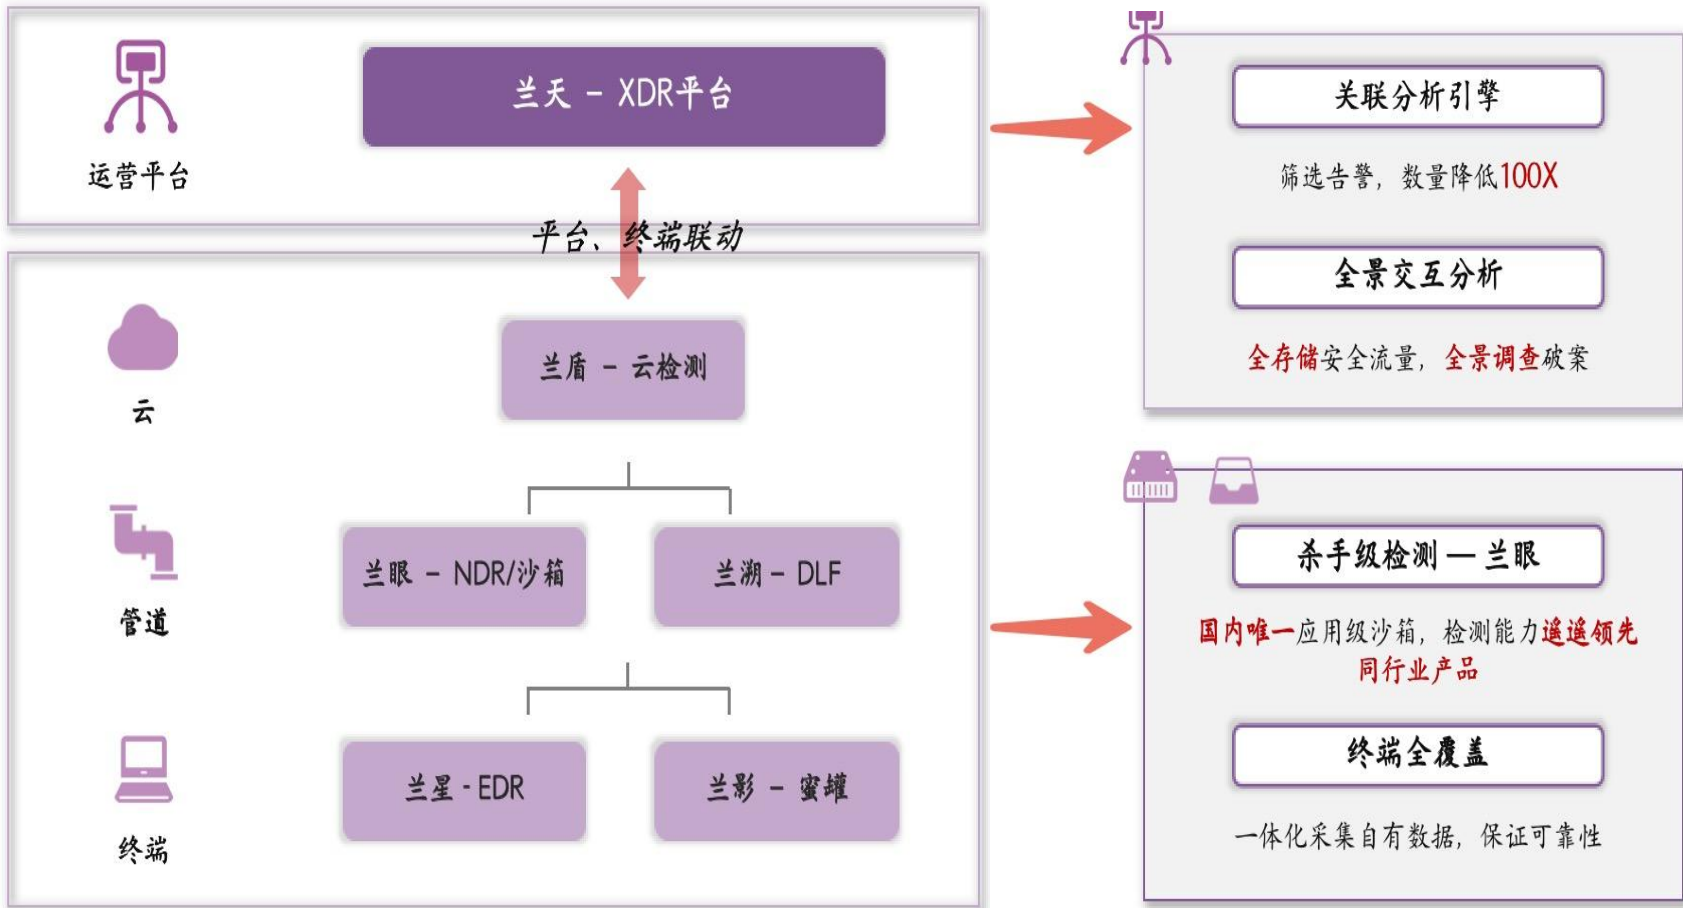 兰天 – XDR平台
运营平台
平台、终端联动
云
兰盾 – 云检测
管道
兰眼 – NDR/沙箱
兰溯 – DLF
终端
兰星 - EDR
兰影 – 蜜罐
关联分析引擎
筛选告警，数量降低100X
全景交互分析
全存储安全流量，全景调查破案
杀手级检测 — 兰眼
国内唯一应用级沙箱，检测能力遥遥领先
同行业产品
终端全覆盖
一体化采集自有数据，保证可靠性